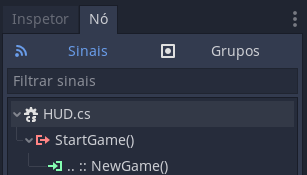 Inspetor Nó
Sinais Grupos
Filtrar sinais
HUD.cs
StartGame()
.. :: NewGame()